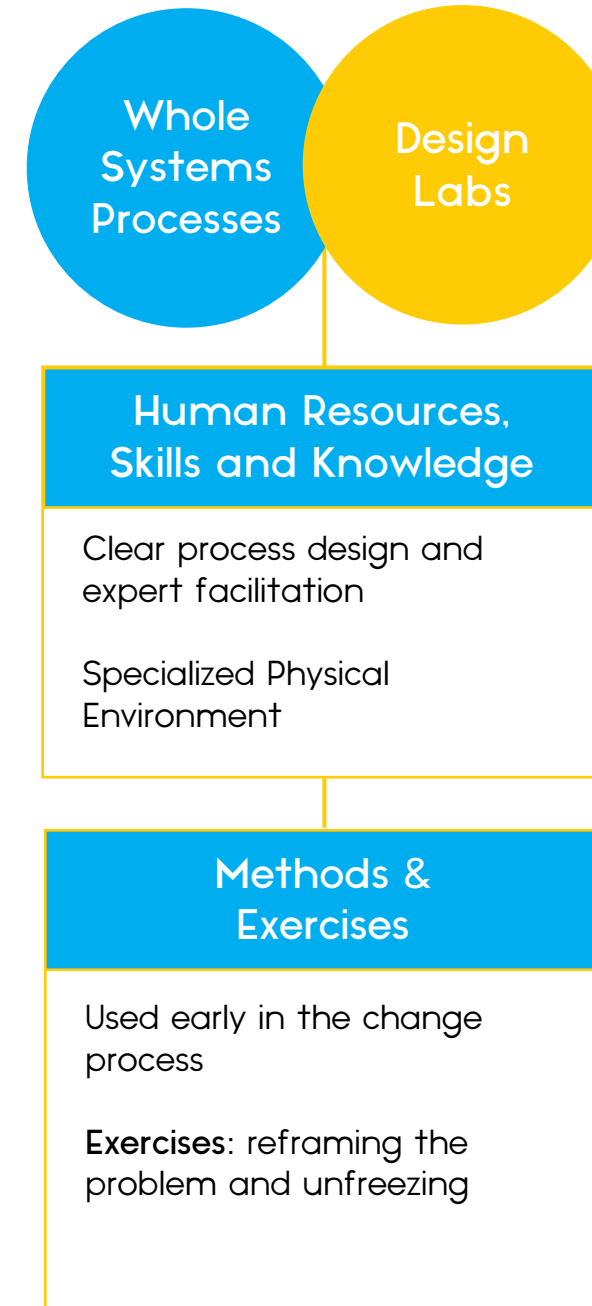 Whole
Systems
Processes
Design
Labs
Human Resources,
Skills and Knowledge
Clear process design and
expert facilitation
Specialized Physical
Environment
Methods &
Exercises
Used early in the change
process
Exercises: reframing the
problem and unfreezing